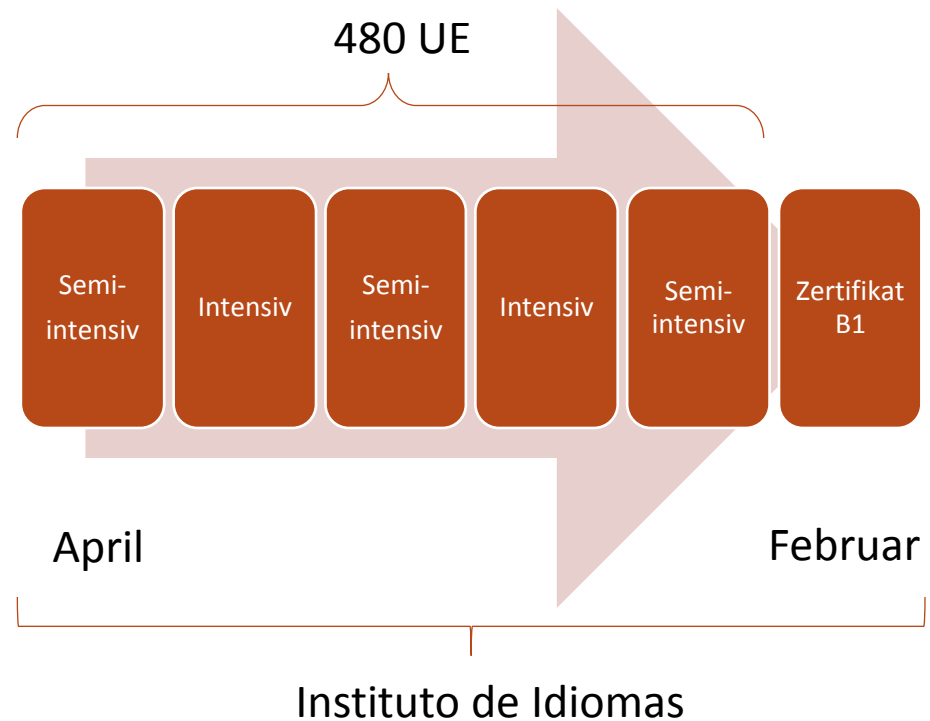 480 UE
Semi-
intensiv
Intensiv
Semi-
intensiv
Intensiv
Semi-
intensiv
Zertifikat
B1
April
Februar
Instituto de Idiomas